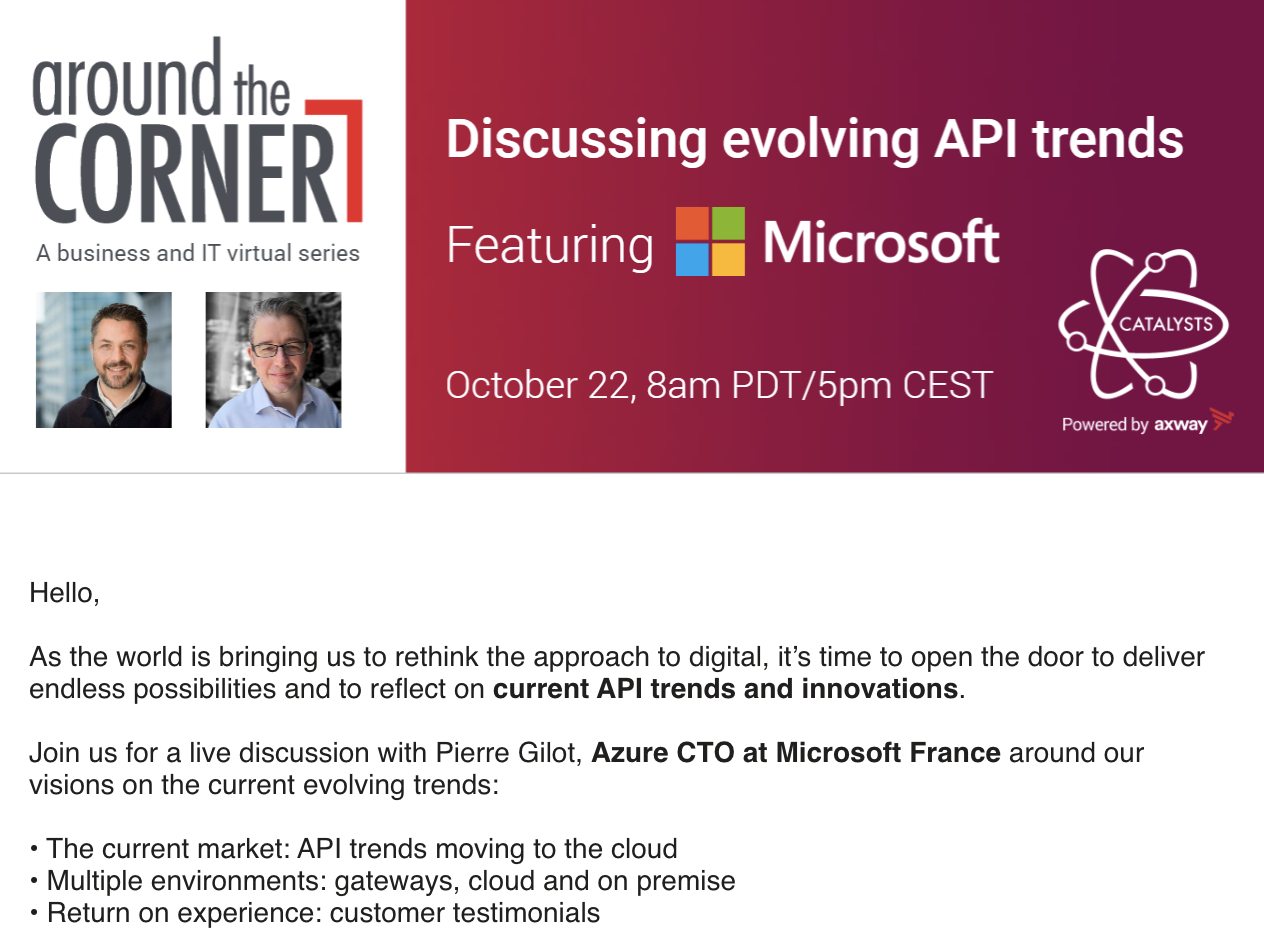 around the
CORNER
A business and IT virtual series
Discussing evolving API trends
Featuring Microsoft
October 22, 8am PDT/5pm CEST
CATALYSTS
Powered by axway
Hello,
As the world is bringing us to rethink the approach to digital, it’s time to open the door to deliver
endless possibilities and to reflect on current API trends and innovations.
Join us for a live discussion with Pierre Gilot, Azure CTO at Microsoft France around our
visions on the current evolving trends:
• The current market: API trends moving to the cloud
• Multiple environments: gateways, cloud and on premise
• Return on experience: customer testimonials